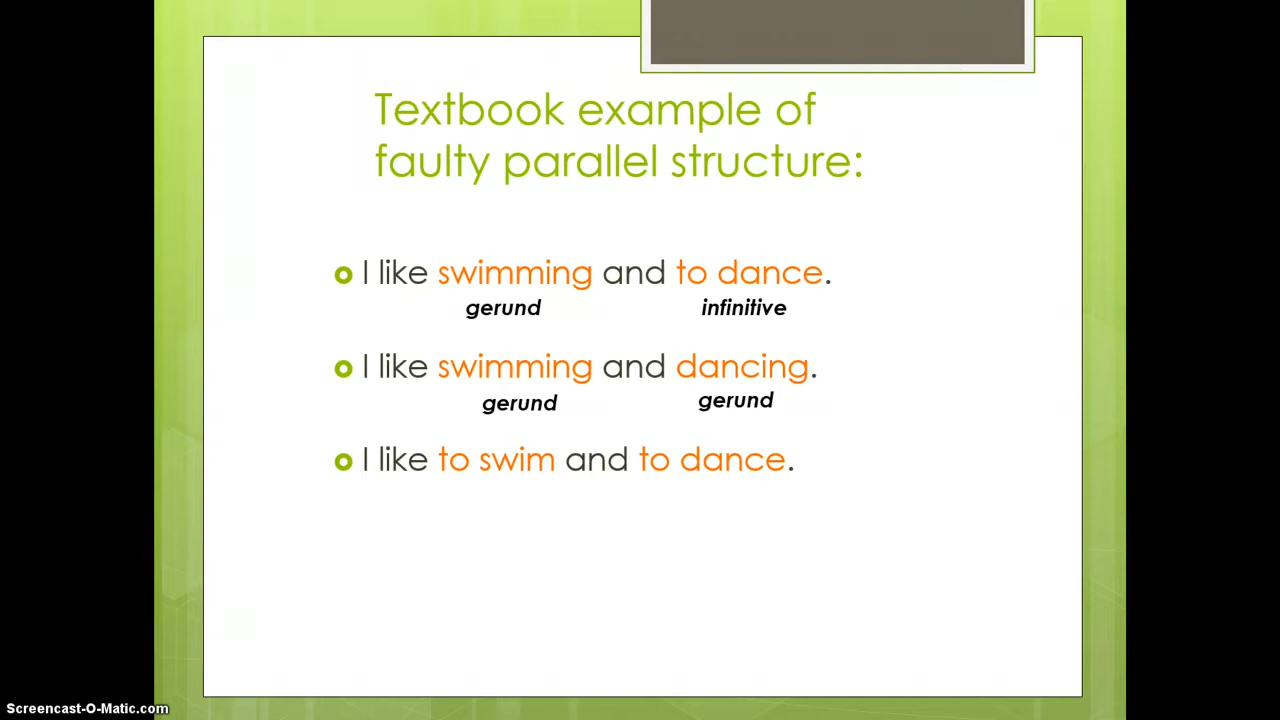 Textbook example of
faulty parallel structure:
I like swimming and to dance.
gerund infinitive
I like swimming and dancing.
gerund gerund
I like to swim and to dance.
Screencast-O-Matic.com